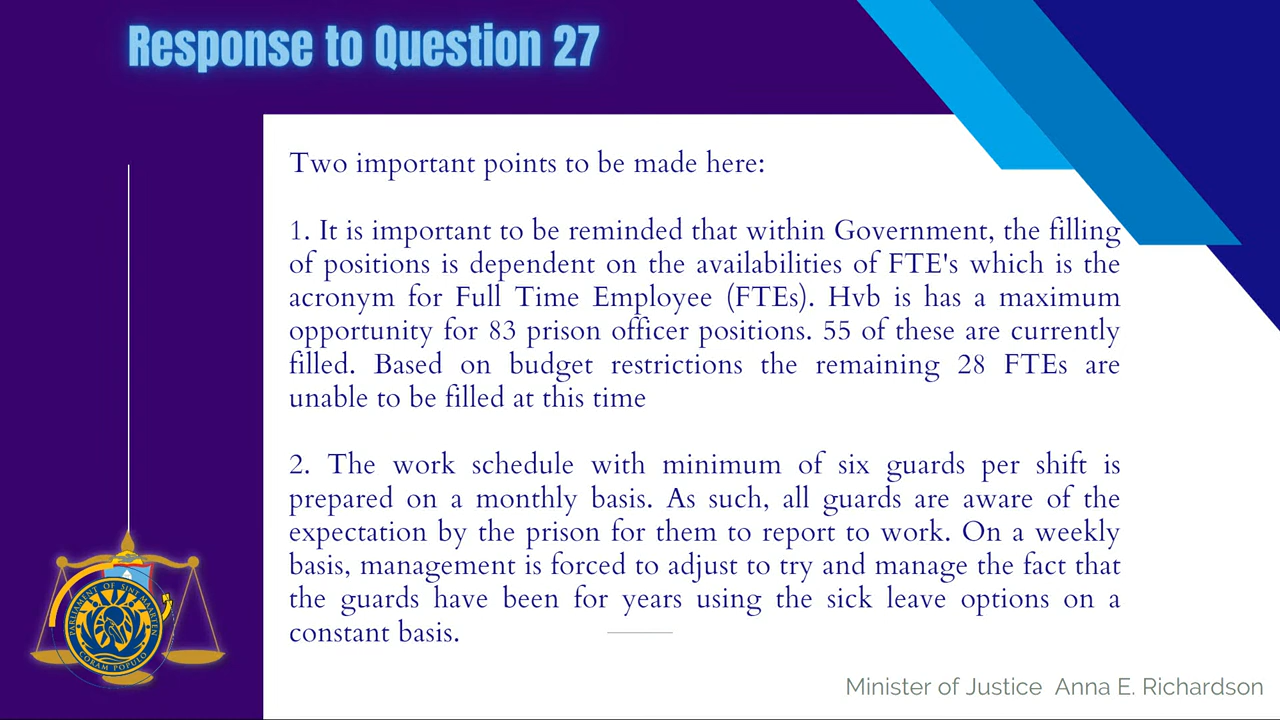 Response to Question 27
Two important points to be made here:
1. It is important to be reminded that within Government, the filling
of positions is dependent on the availabilities of FTE's which is the
acronym for Full Time Employee (FTEs). Hvb is has a maximum
opportunity for 83 prison officer positions. 55 of these are currently
filled. Based on budget restrictions the remaining 28 FTEs are
unable to be filled at this time
2. The work schedule with minimum of six guards per shift is
prepared on a monthly basis. As such, all guards are aware of the
expectation by the prison for them to report to work. On a weekly
basis, management is forced to adjust to try and manage the fact that
the guards have been for years using the sick leave options on a
constant basis.
PARLIAMENT OF SINT MAARTEN
CORAM POPULO
Minister of Justice Anna E. Richardson